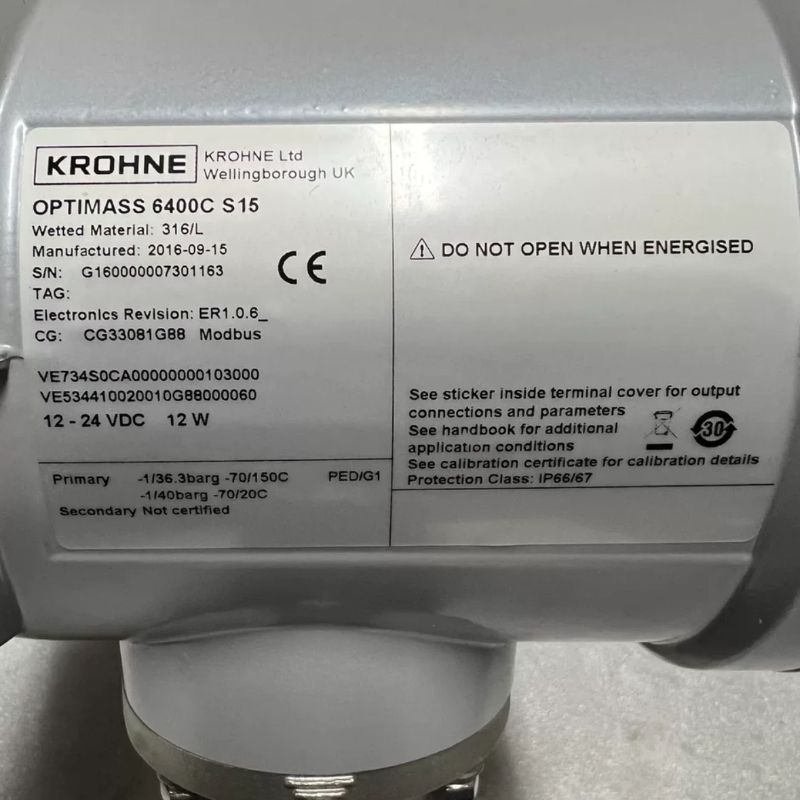 KROHNE
KROHNE Ltd
Wellingborough UK
OPTIMASS 6400C S15
Wetted Material: 316/L
Manufactured: 2016-09-15
S/N: G160000007301163
TAG:
Electronics Revision: ER1.0.6_
CG: CG33081G88 Modbus
CE
VE734S0CA00000000103000
VE534410020010G88000060
12 - 24 VDC 12 W
Primary -1/36.3barg -70/150C PED/G1
-1/40barg -70/20C
Secondary Not certified
DO NOT OPEN WHEN ENERGISED
See sticker inside terminal cover for output
connections and parameters
See handbook for additional
application conditions
30
See calibration certificate for calibration details
Protection Class: IP66/67